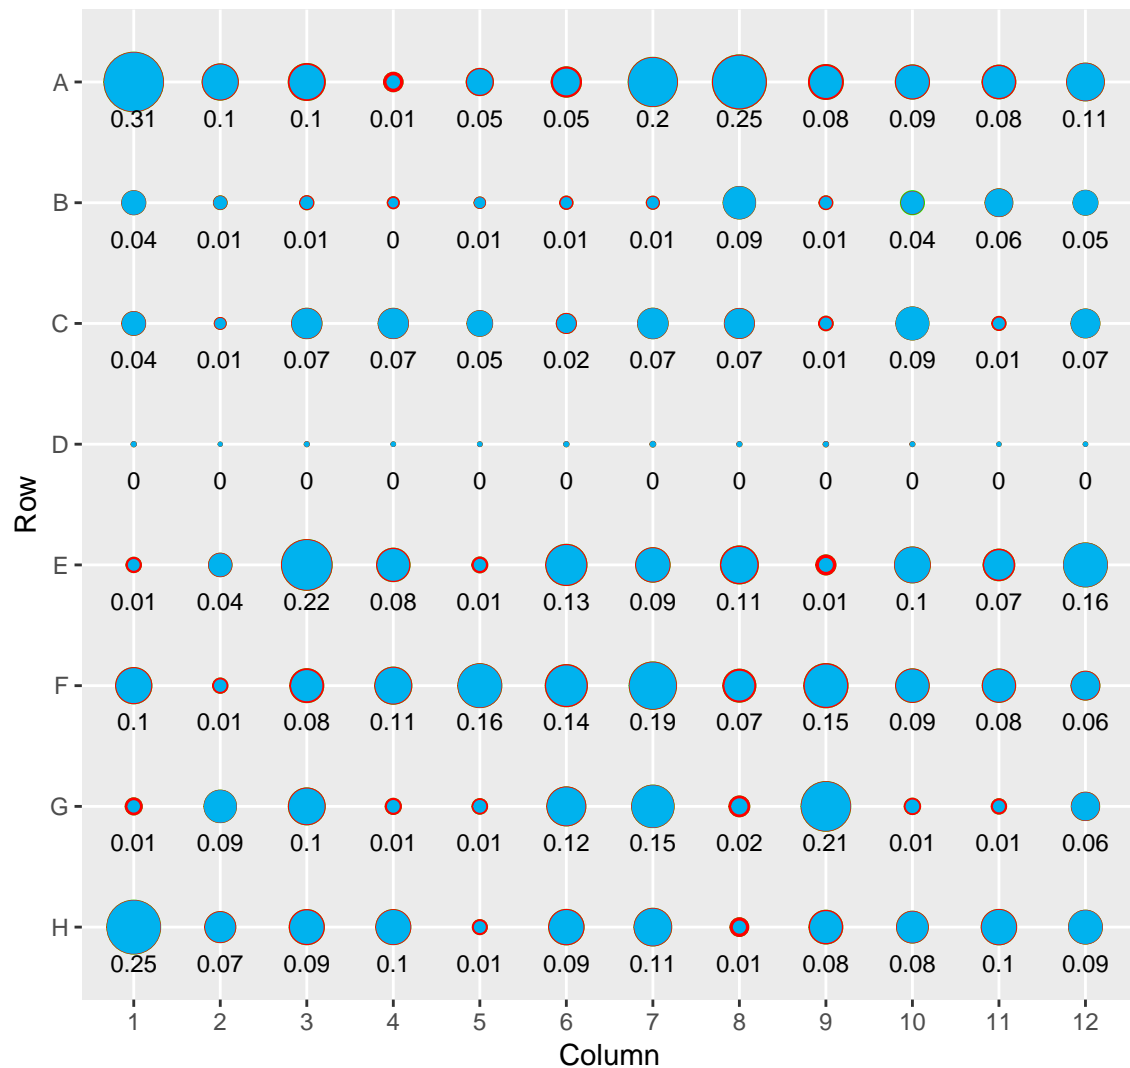 A
0.31 0.1 0.1 0.01 0.05 0.05 0.2 0.25 0.08 0.09 0.08 0.11
B
0.04 0.01 0.01 0 0.01 0.01 0.01 0.09 0.01 0.04 0.06 0.05
C
0.04 0.01 0.07 0.07 0.05 0.02 0.07 0.07 0.01 0.09 0.01 0.07
D
0 0 0 0 0 0 0 0 0 0 0 0
Row
E
0.01 0.04 0.22 0.08 0.01 0.13 0.09 0.11 0.01 0.1 0.07 0.16
F
0.1 0.01 0.08 0.11 0.16 0.14 0.19 0.07 0.15 0.09 0.08 0.06
G
0.01 0.09 0.1 0.01 0.01 0.12 0.15 0.02 0.21 0.01 0.01 0.06
H
0.25 0.07 0.09 0.1 0.01 0.09 0.11 0.01 0.08 0.08 0.1 0.09
1 2 3 4 5 6 7 8 9 10 11 12
Column